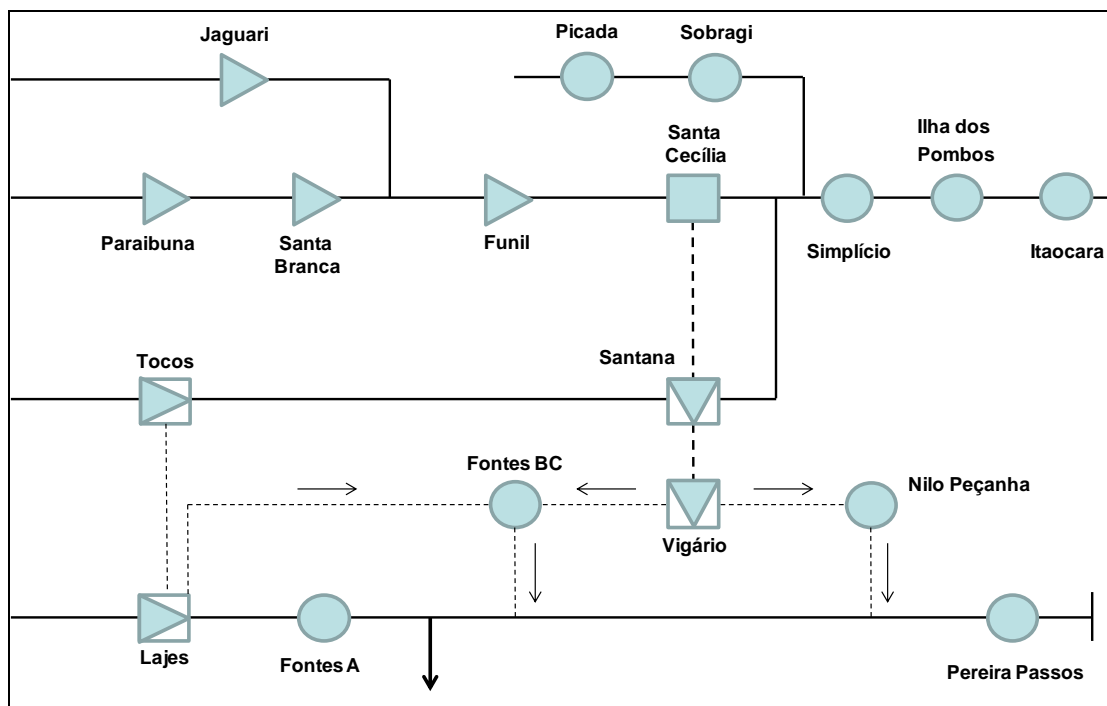 Jaguari
Picada
Sobragi
Santa
Cecília
Ilha dos
Pombos
Paraibuna
Santa
Branca
Funil
Simplício
Itaocara
Tocos
Santana
Fontes BC
Nilo Peçanha
Vigário
Lajes
Fontes A
Pereira Passos